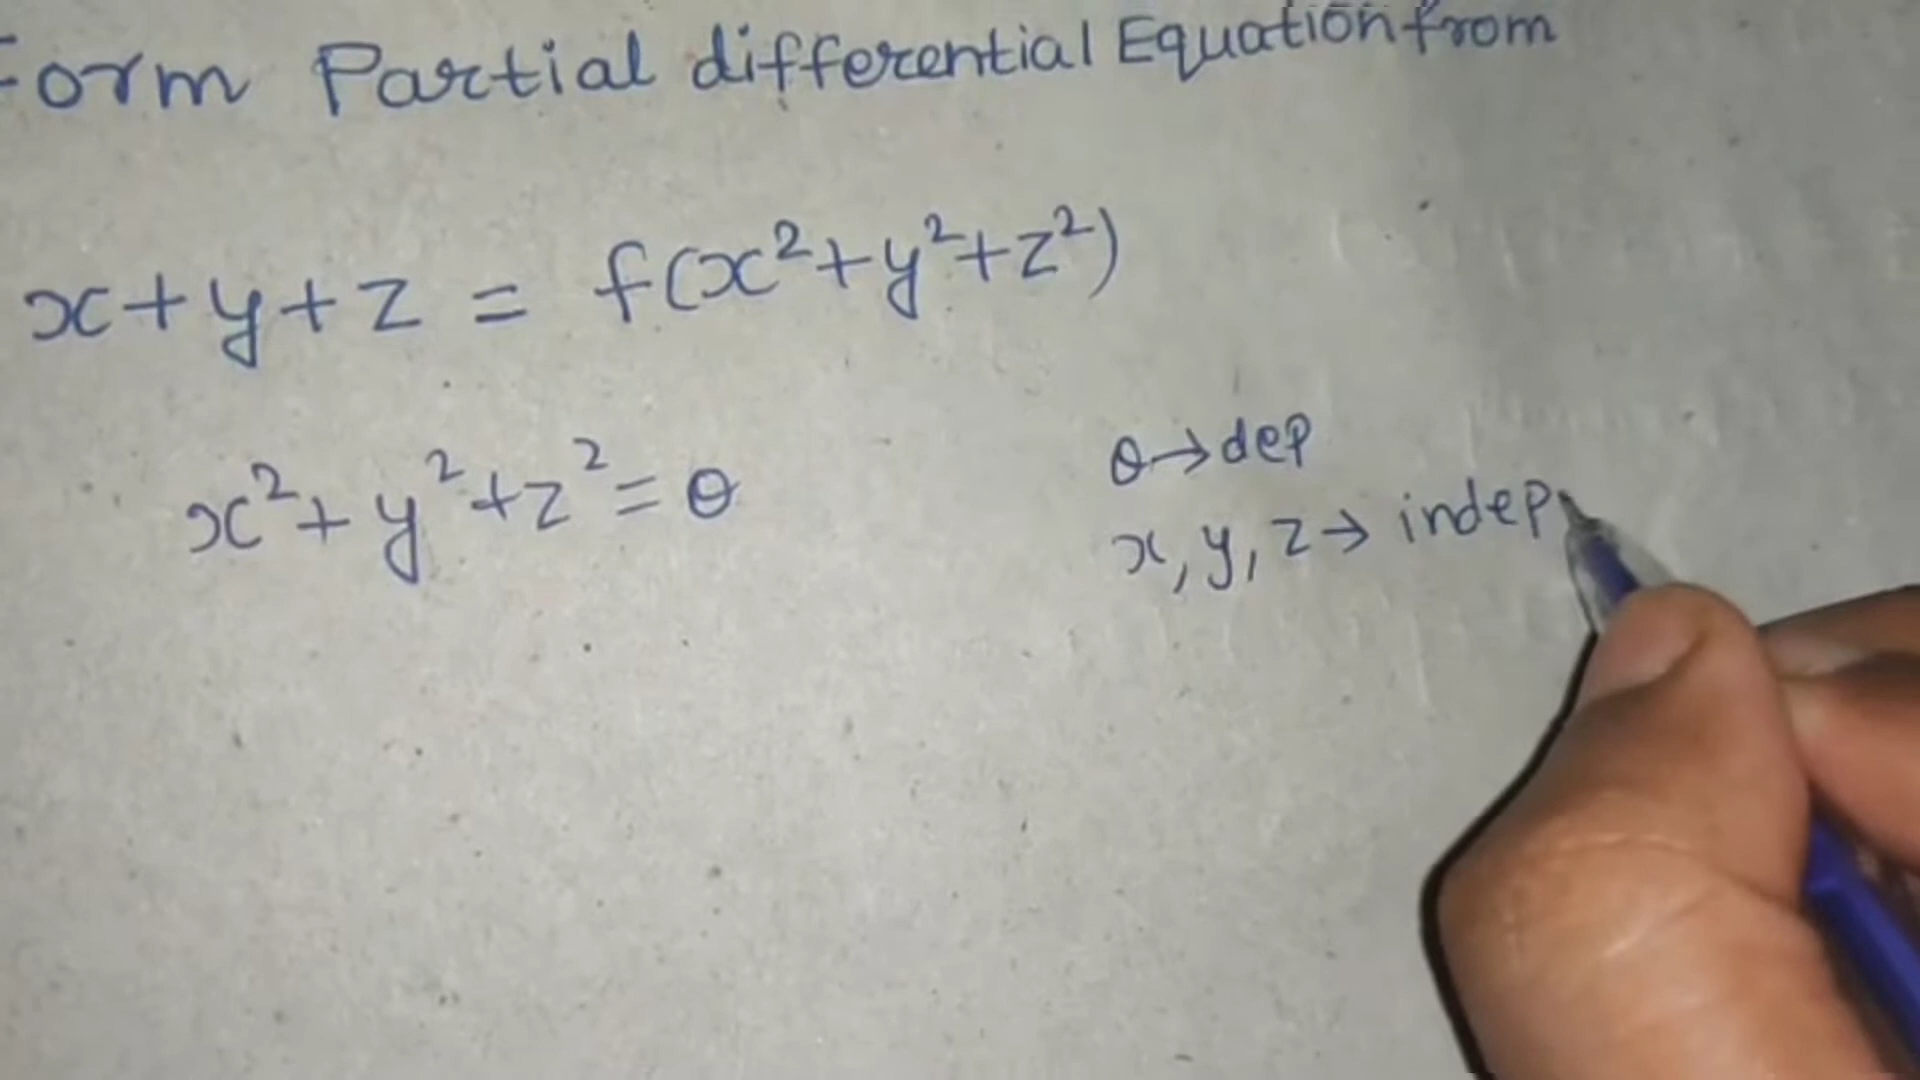 Form Partial differential Equation from
x+y+z = f(x²+y²+z²)
x²+y²+z²=θ
θ→dep
x,y,z→indep